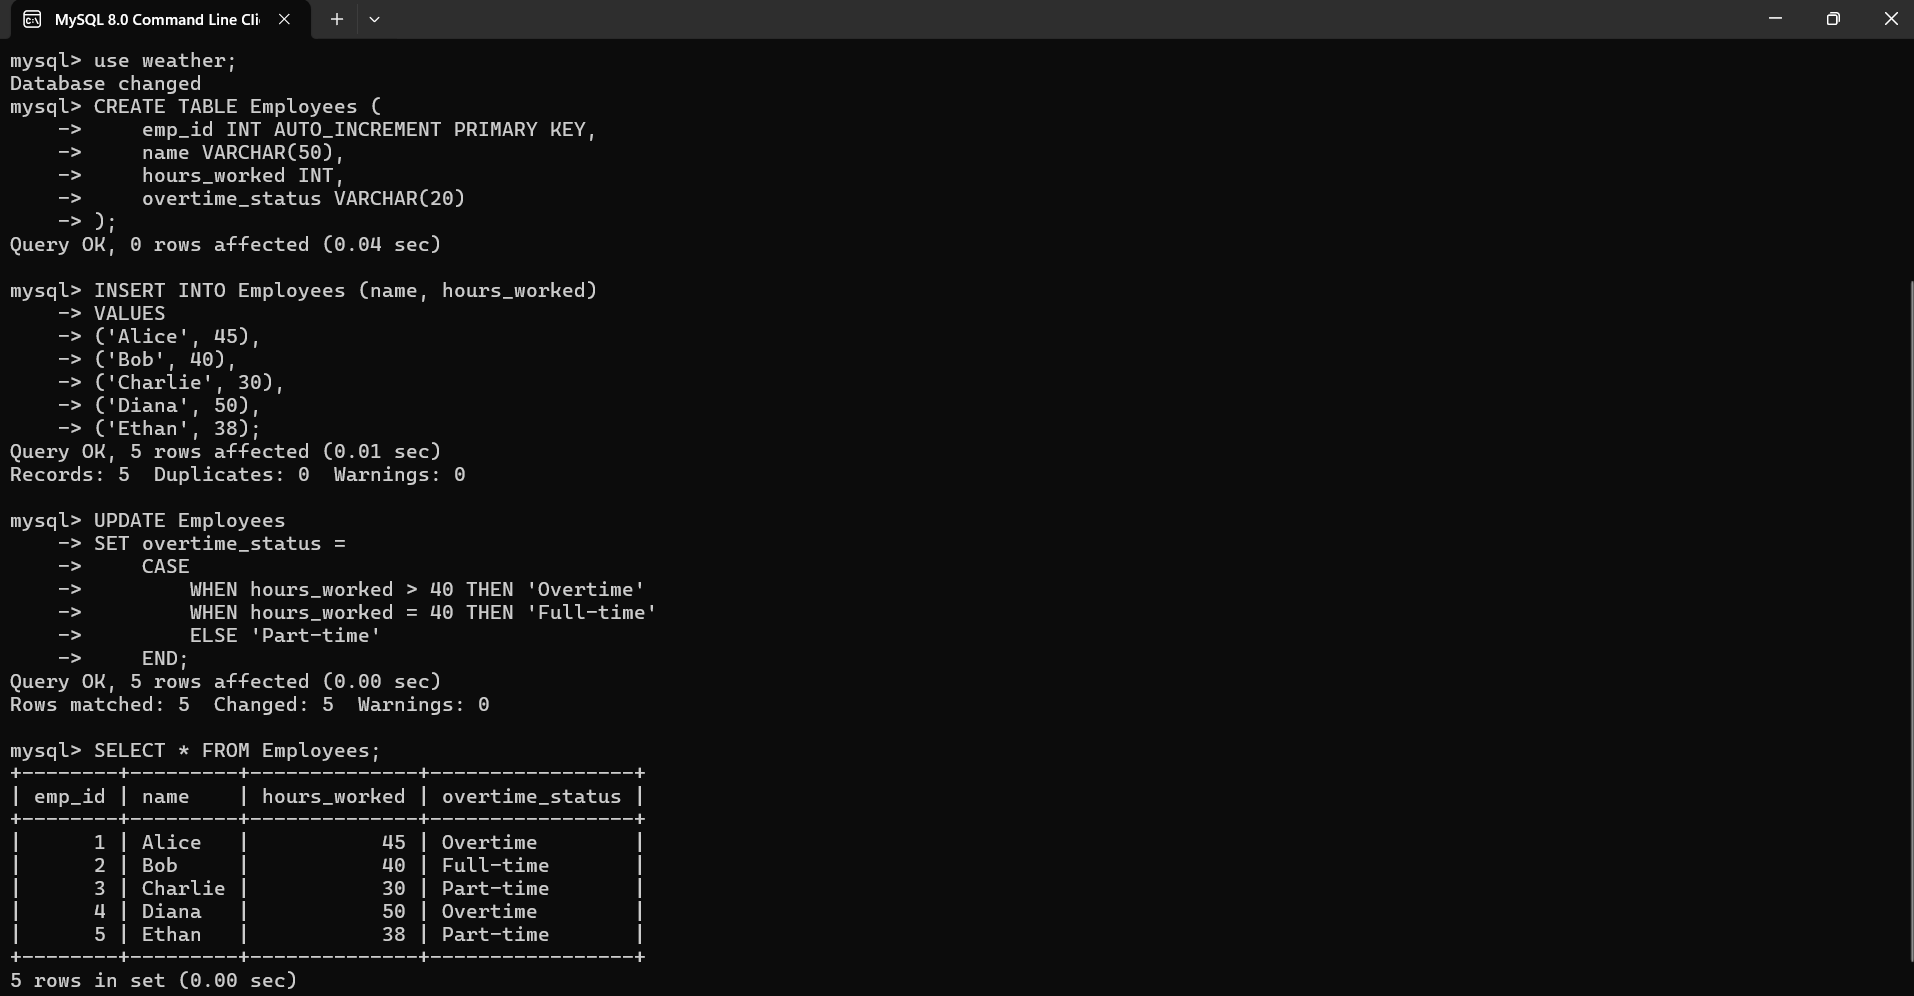 MySQL 8.0 Command Line Cli
mysql> use weather;
Database changed
mysql> CREATE TABLE Employees (
    ->     emp_id INT AUTO_INCREMENT PRIMARY KEY,
    ->     name VARCHAR(50),
    ->     hours_worked INT,
    ->     overtime_status VARCHAR(20)
    -> );
Query OK, 0 rows affected (0.04 sec)

mysql> INSERT INTO Employees (name, hours_worked)
    -> VALUES
    -> ('Alice', 45),
    -> ('Bob', 40),
    -> ('Charlie', 30),
    -> ('Diana', 50),
    -> ('Ethan', 38);
Query OK, 5 rows affected (0.01 sec)
Records: 5  Duplicates: 0  Warnings: 0

mysql> UPDATE Employees
    -> SET overtime_status =
    ->     CASE
    ->         WHEN hours_worked > 40 THEN 'Overtime'
    ->         WHEN hours_worked = 40 THEN 'Full-time'
    ->         ELSE 'Part-time'
    ->     END;
Query OK, 5 rows affected (0.00 sec)
Rows matched: 5  Changed: 5  Warnings: 0

mysql> SELECT * FROM Employees;
+--------+---------+--------------+-----------------+
| emp_id | name    | hours_worked | overtime_status |
+--------+---------+--------------+-----------------+
|      1 | Alice   |           45 | Overtime        |
|      2 | Bob     |           40 | Full-time       |
|      3 | Charlie |           30 | Part-time       |
|      4 | Diana   |           50 | Overtime        |
|      5 | Ethan   |           38 | Part-time       |
+--------+---------+--------------+-----------------+
5 rows in set (0.00 sec)